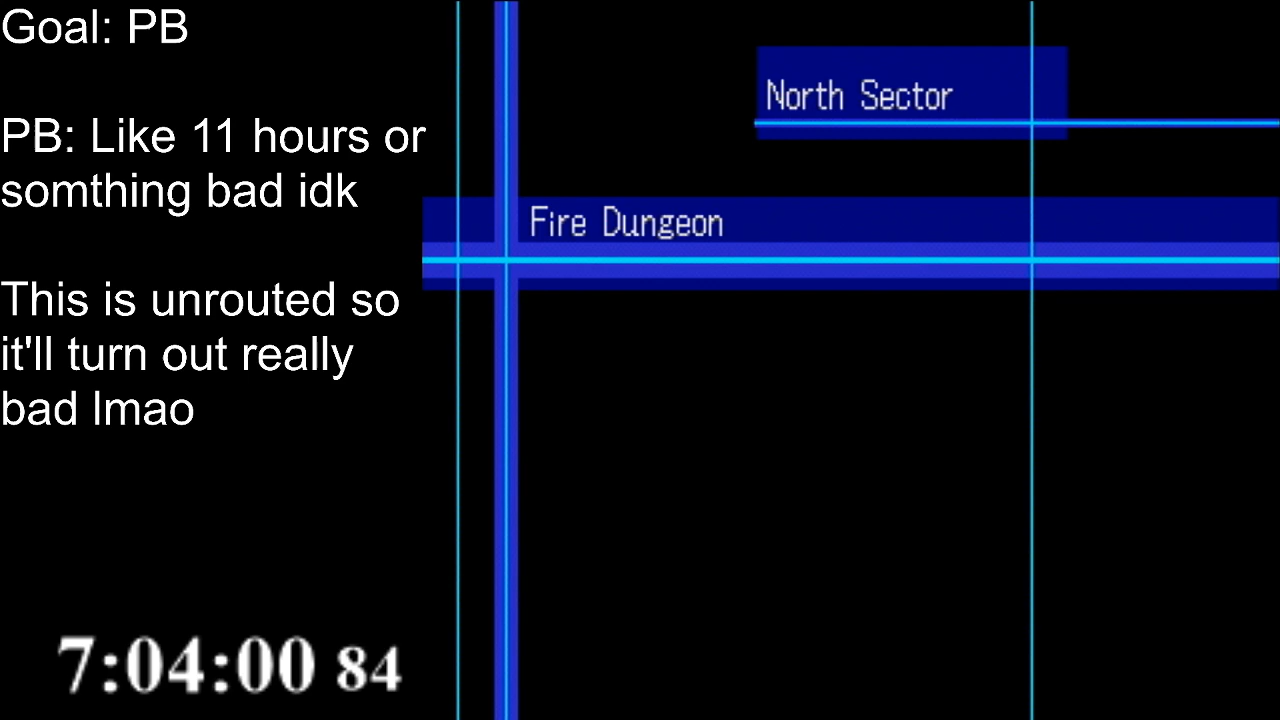 Goal: PB
PB: Like 11 hours or
somthing bad idk
This is unrouted so
it'll turn out really
bad lmao
North Sector
Fire Dungeon
7:04:00 84